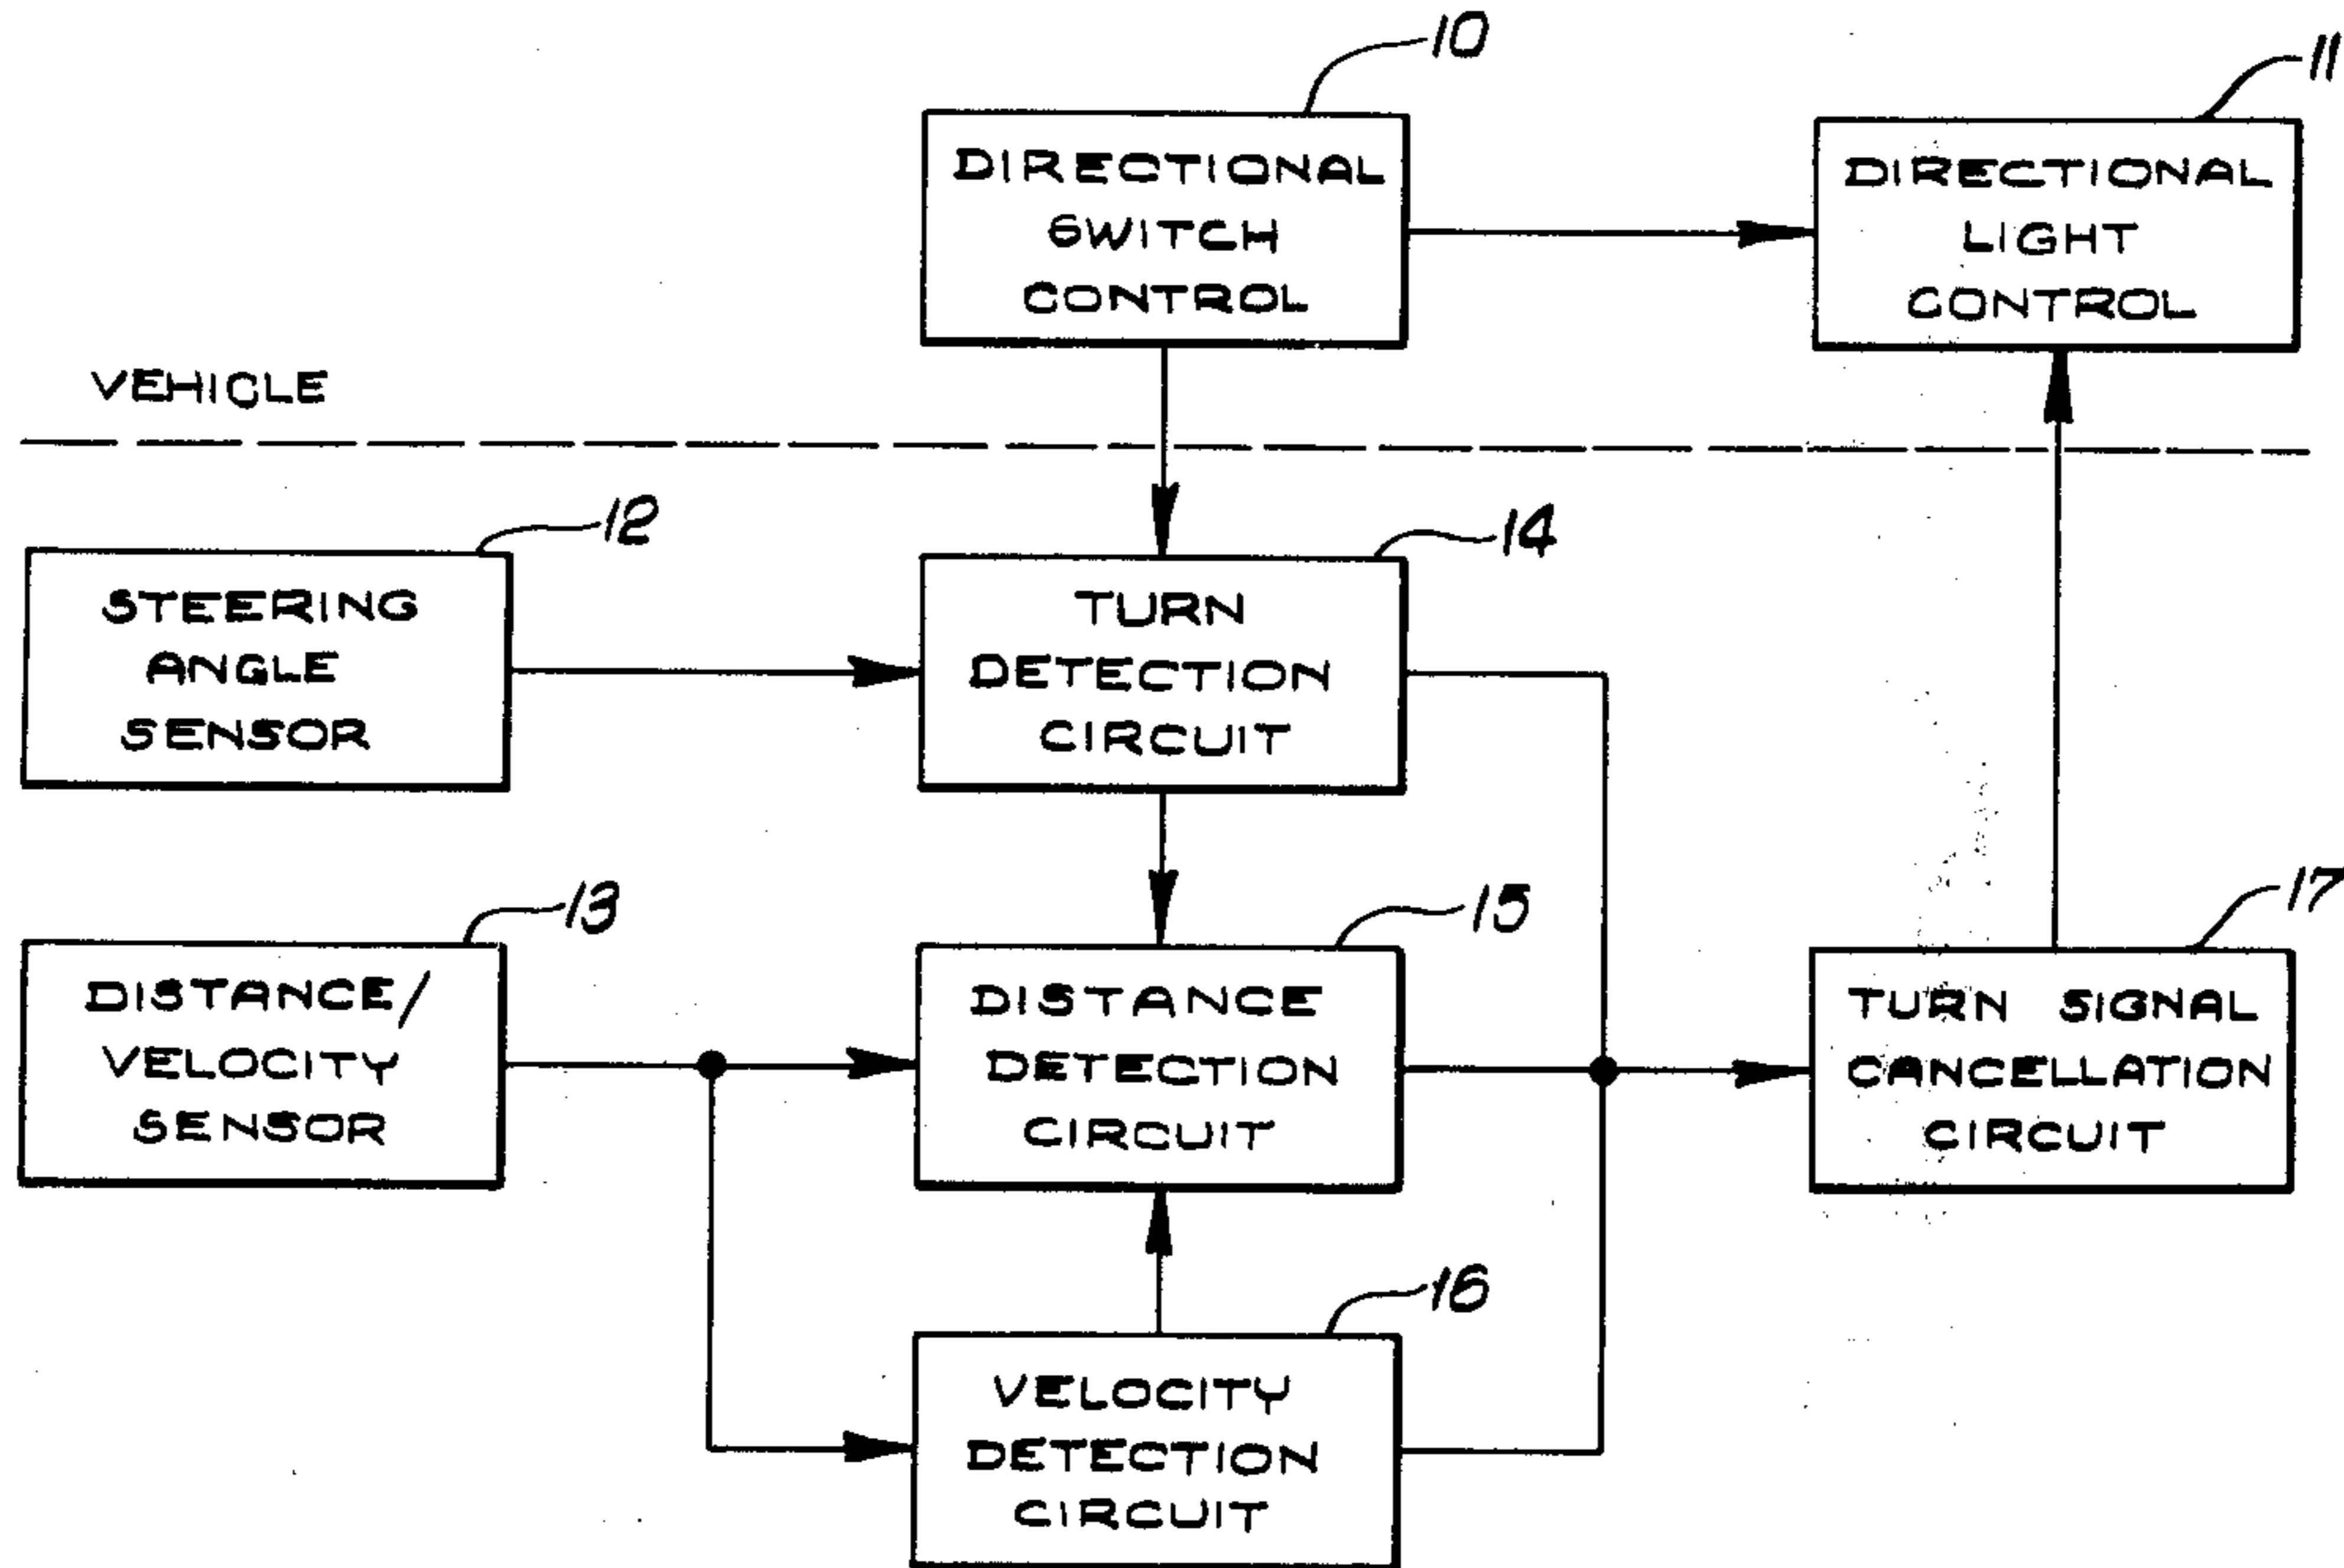 10
11
DIRECTIONAL
SWITCH
CONTROL
DIRECTIONAL
LIGHT
CONTROL
VEHICLE
12
14
STEERING
ANGLE
SENSOR
TURN
DETECTION
CIRCUIT
13
15
17
DISTANCE/
VELOCITY
SENSOR
DISTANCE
DETECTION
CIRCUIT
TURN SIGNAL
CANCELLATION
CIRCUIT
16
VELOCITY
DETECTION
CIRCUIT